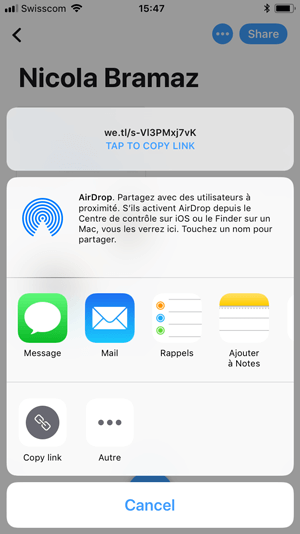 Swisscom 15:47
Share
Nicola Bramaz
we.tl/s-Vl3PMxj7vK
TAP TO COPY LINK
AirDrop. Partagez avec des utilisateurs à
proximité. S'ils activent AirDrop depuis le
Centre de contrôle sur iOS ou le Finder sur un
Mac, vous les verrez ici. Touchez un nom pour
partager.
Message Mail Rappels Ajouter
à Notes
Copy link Autre
Cancel